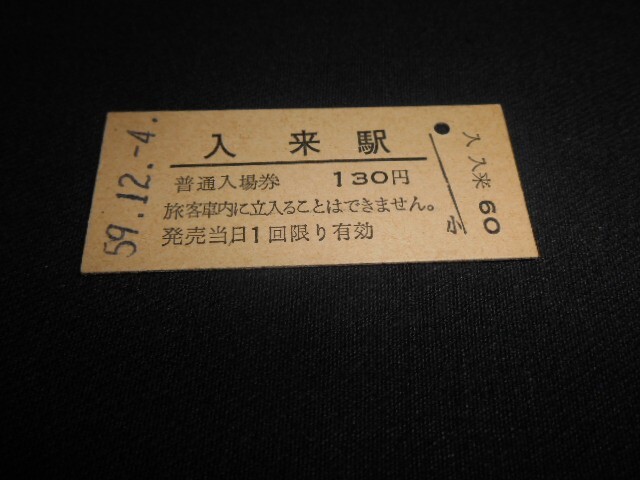 59.12.-4.
入来駅
普通入場券 130円
旅客車内に立入ることはできません。
発売当日1回限り有効
入 入来 60
小